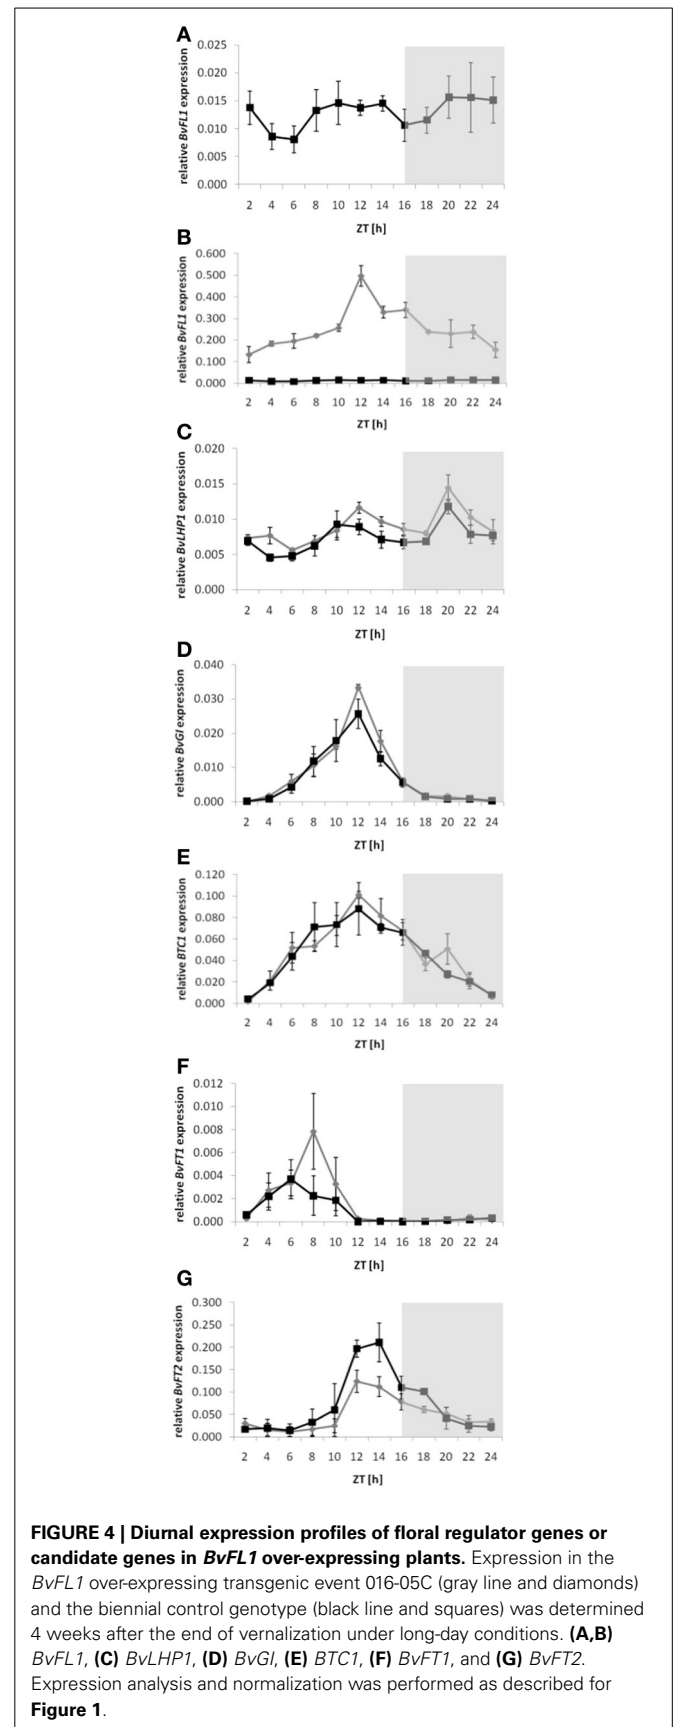 A
relative BvFL1 expression
0.025
0.020
0.015
0.010
0.005
0.000
2 4 6 8 10 12 14 16 18 20 22 24
ZT [h]
B
relative BvFL1 expression
0.600
0.500
0.400
0.300
0.200
0.100
0.000
2 4 6 8 10 12 14 16 18 20 22 24
ZT [h]
C
relative BvLHP1 expression
0.020
0.015
0.010
0.005
0.000
2 4 6 8 10 12 14 16 18 20 22 24
ZT [h]
D
relative BvGI expression
0.040
0.030
0.020
0.010
0.000
2 4 6 8 10 12 14 16 18 20 22 24
ZT [h]
E
relative BTC1 expression
0.120
0.100
0.080
0.060
0.040
0.020
0.000
2 4 6 8 10 12 14 16 18 20 22 24
ZT [h]
F
relative BvFT1 expression
0.012
0.010
0.008
0.006
0.004
0.002
0.000
2 4 6 8 10 12 14 16 18 20 22 24
ZT [h]
G
relative BvFT2 expression
0.300
0.250
0.200
0.150
0.100
0.050
0.000
2 4 6 8 10 12 14 16 18 20 22 24
ZT [h]
FIGURE 4 | Diurnal expression profiles of floral regulator genes or
candidate genes in BvFL1 over-expressing plants. Expression in the
BvFL1 over-expressing transgenic event 016-05C (gray line and diamonds)
and the biennial control genotype (black line and squares) was determined
4 weeks after the end of vernalization under long-day conditions. (A,B)
BvFL1, (C) BvLHP1, (D) BvGI, (E) BTC1, (F) BvFT1, and (G) BvFT2.
Expression analysis and normalization was performed as described for
Figure 1.